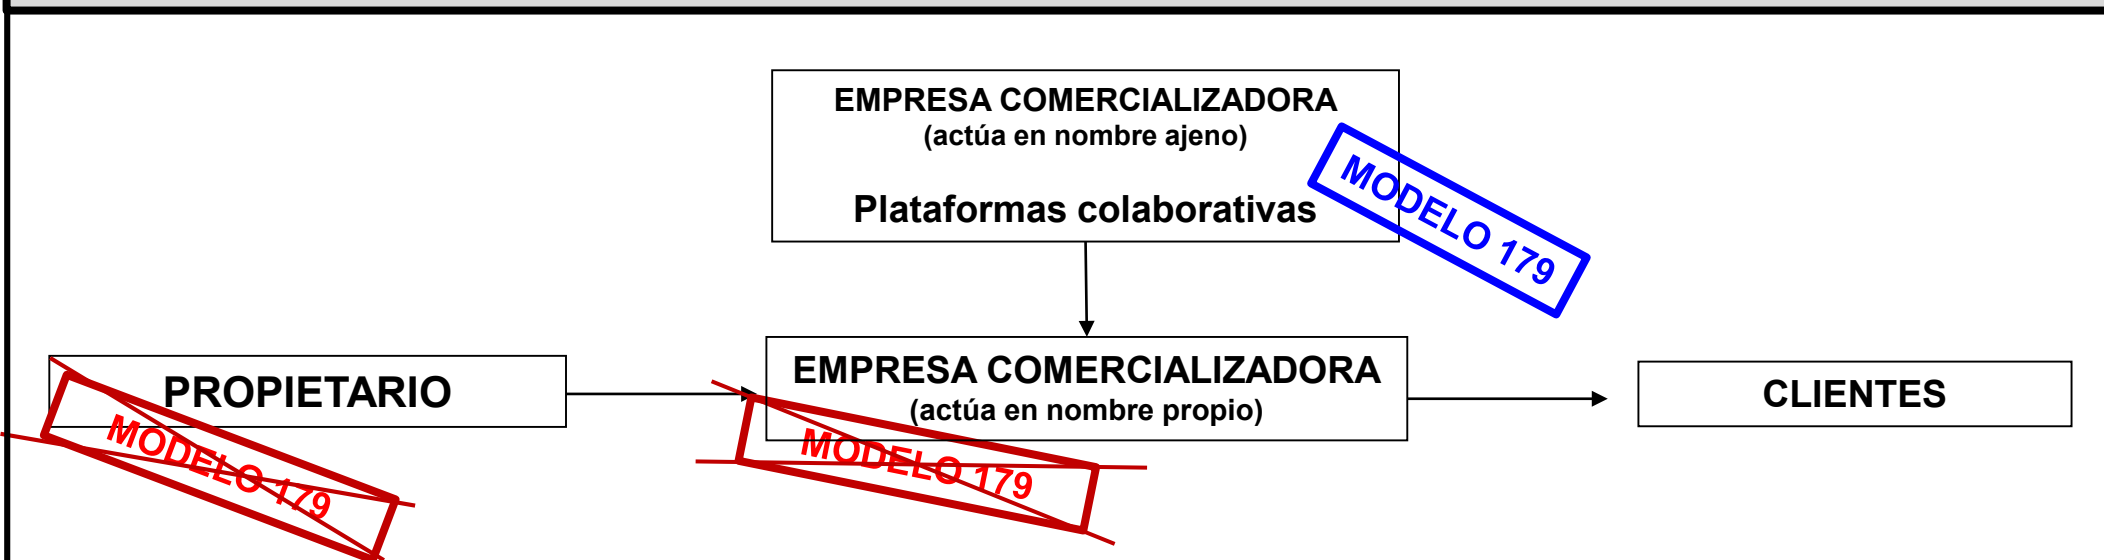 EMPRESA COMERCIALIZADORA
(actúa en nombre ajeno)
Plataformas colaborativas
MODELO 179
PROPIETARIO
MODELO 179
EMPRESA COMERCIALIZADORA
(actúa en nombre propio)
MODELO 179
CLIENTES